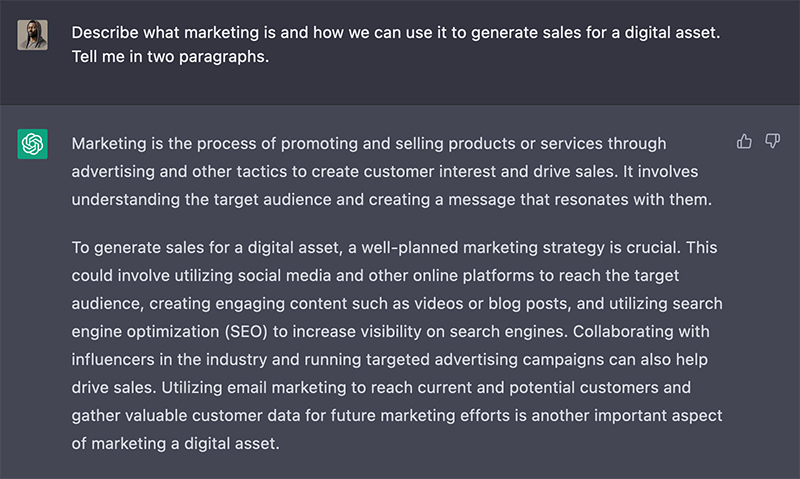 Describe what marketing is and how we can use it to generate sales for a digital asset.
Tell me in two paragraphs.
Marketing is the process of promoting and selling products or services through
advertising and other tactics to create customer interest and drive sales. It involves
understanding the target audience and creating a message that resonates with them.
To generate sales for a digital asset, a well-planned marketing strategy is crucial. This
could involve utilizing social media and other online platforms to reach the target
audience, creating engaging content such as videos or blog posts, and utilizing search
engine optimization (SEO) to increase visibility on search engines. Collaborating with
influencers in the industry and running targeted advertising campaigns can also help
drive sales. Utilizing email marketing to reach current and potential customers and
gather valuable customer data for future marketing efforts is another important aspect
of marketing a digital asset.